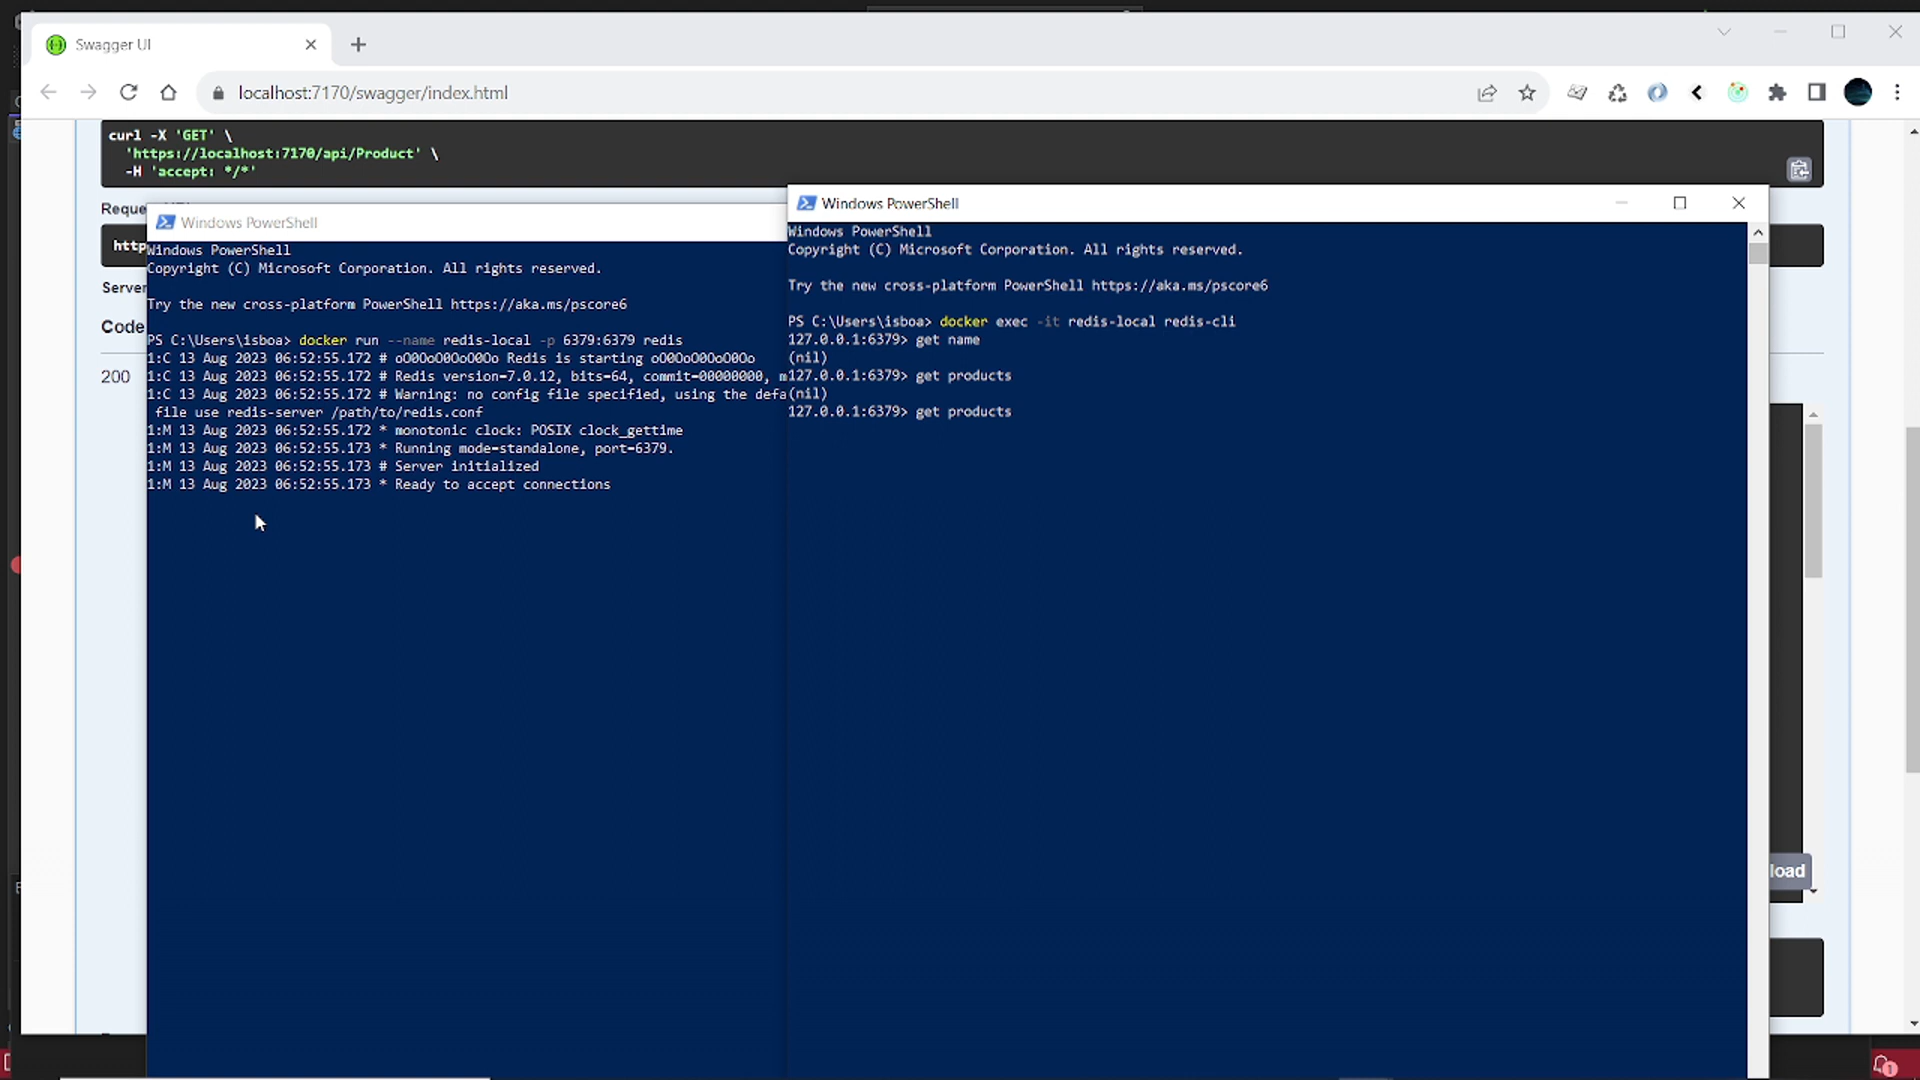 Swagger UI
localhost:7170/swagger/index.html
curl -X 'GET' \
'https://localhost:7170/api/Product' \
-H 'accept: */*'
Reque
http
Server
Code
200
Windows PowerShell
Windows PowerShell
Copyright (C) Microsoft Corporation. All rights reserved.
Try the new cross-platform PowerShell https://aka.ms/pscore6
PS C:\Users\isboa> docker run --name redis-local -p 6379:6379 redis
1:C 13 Aug 2023 06:52:55.172 # oO0OoO0OoO0Oo Redis is starting oO0OoO0OoO0Oo
1:C 13 Aug 2023 06:52:55.172 # Redis version=7.0.12, bits=64, commit=00000000, m
1:C 13 Aug 2023 06:52:55.172 # Warning: no config file specified, using the defa
file use redis-server /path/to/redis.conf
1:M 13 Aug 2023 06:52:55.172 * monotonic clock: POSIX clock_gettime
1:M 13 Aug 2023 06:52:55.173 * Running mode=standalone, port=6379.
1:M 13 Aug 2023 06:52:55.173 # Server initialized
1:M 13 Aug 2023 06:52:55.173 * Ready to accept connections
Windows PowerShell
Windows PowerShell
Copyright (C) Microsoft Corporation. All rights reserved.
Try the new cross-platform PowerShell https://aka.ms/pscore6
PS C:\Users\isboa> docker exec -it redis-local redis-cli
127.0.0.1:6379> get name
(nil)
127.0.0.1:6379> get products
(nil)
127.0.0.1:6379> get products
load
1